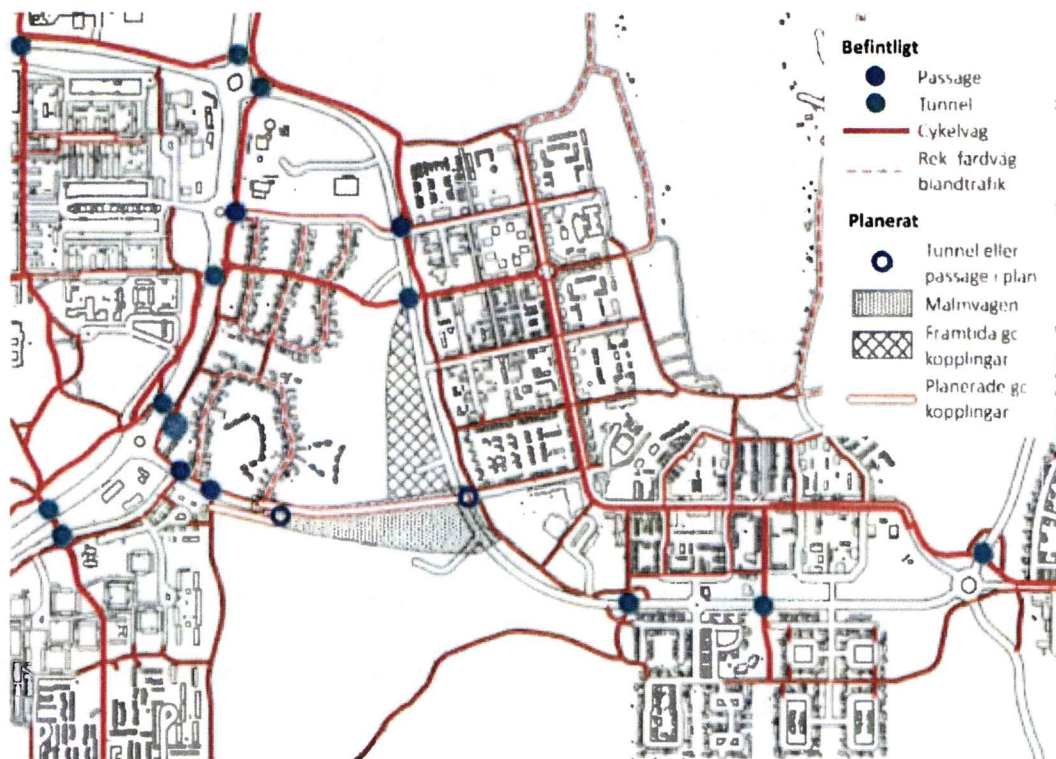 Befintligt
Passage
Tunnel
Cykelväg
Rek färdväg
blandtrafik
Planerat
Tunnel eller
passage i plan
Malmvägen
Framtida gc
kopplingar
Planerade gc
kopplingar